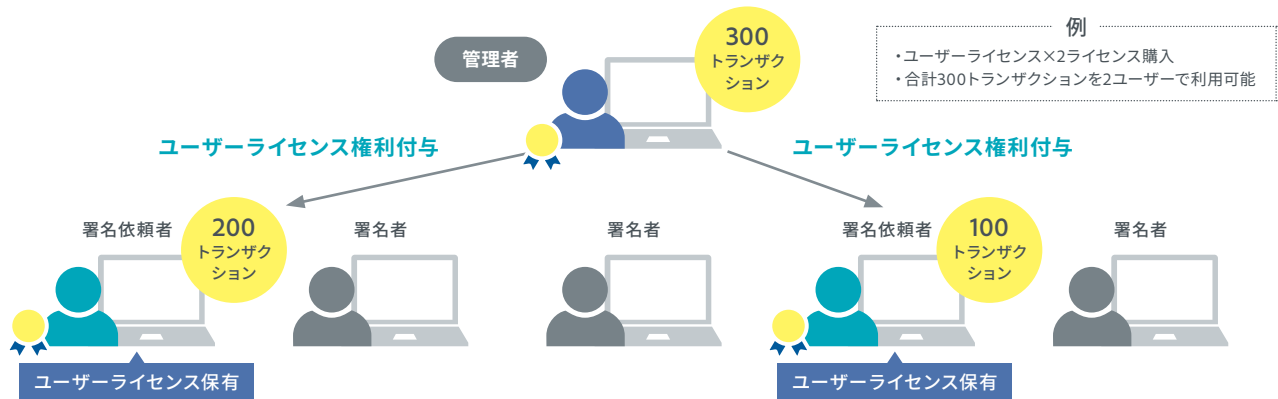 管理者
300
トランザク
ション
例
・ユーザーライセンス×2ライセンス購入
・合計300トランザクションを2ユーザーで利用可能
ユーザーライセンス権利付与
ユーザーライセンス権利付与
署名依頼者
200
トランザク
ション
署名者
署名者
署名依頼者
100
トランザク
ション
署名者
ユーザーライセンス保有
ユーザーライセンス保有